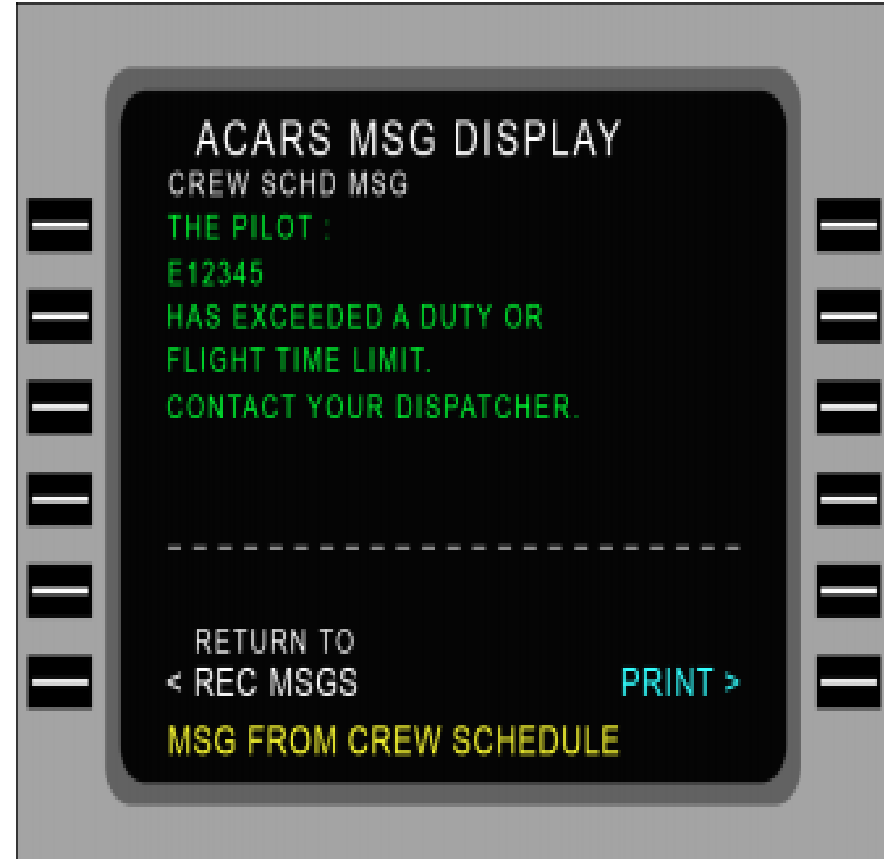 ACARS MSG DISPLAY
CREW SCHD MSG
THE PILOT :
E12345
HAS EXCEEDED A DUTY OR
FLIGHT TIME LIMIT.
CONTACT YOUR DISPATCHER.
------------------------
RETURN TO
< REC MSGS PRINT >
MSG FROM CREW SCHEDULE